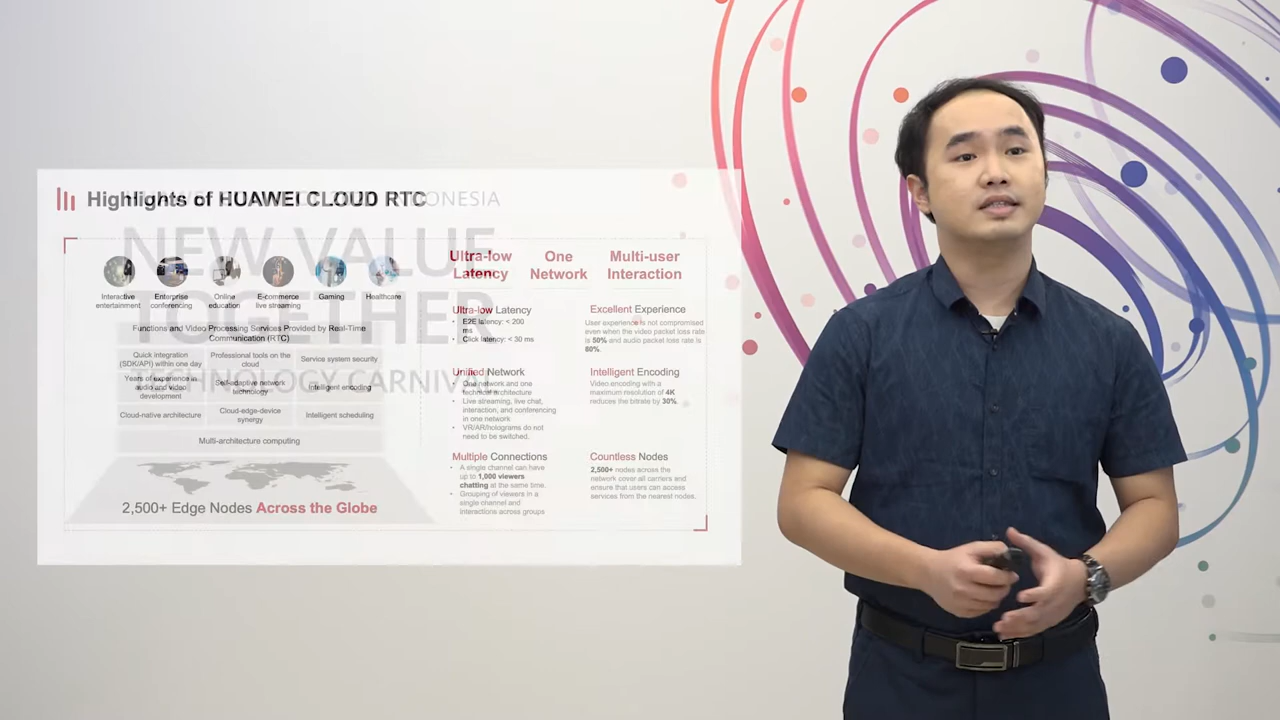 Highlights of HUAWEI CLOUD RTC
INDONESIA
NEW VALUE
TOGETHER
TECHNOLOGY CARNIVAL
Interactive
entertainment
Enterprise
conferencing
Online
education
E-commerce
live streaming
Gaming
Healthcare
Functions and Video Processing Services Provided by Real-Time
Communication (RTC)
Quick integration
(SDK/API) within one day
Professional tools on the
cloud
Service system security
Years of experience in
audio and video
development
Self-adaptive network
technology
Intelligent encoding
Cloud-native architecture
Cloud-edge-device
synergy
Intelligent scheduling
Multi-architecture computing
2,500+ Edge Nodes Across the Globe
Ultra-low
Latency
One
Network
Multi-user
Interaction
Ultra-low Latency
• E2E latency: < 200
ms
• Click latency: < 30 ms
Excellent Experience
User experience is not compromised
even when the video packet loss rate
is 50% and audio packet loss rate is
80%.
Unified Network
• One network and one
technical architecture
• Live streaming, live chat,
interaction, and conferencing
in one network
• VR/AR/holograms do not
need to be switched.
Intelligent Encoding
Video encoding with a
maximum resolution of 4K
reduces the bitrate by 30%.
Multiple Connections
• A single channel can have
up to 1,000 viewers
chatting at the same time.
• Grouping of viewers in a
single channel and
interactions across groups
Countless Nodes
2,500+ nodes across the
network cover all carriers and
ensure that users can access
services from the nearest nodes.